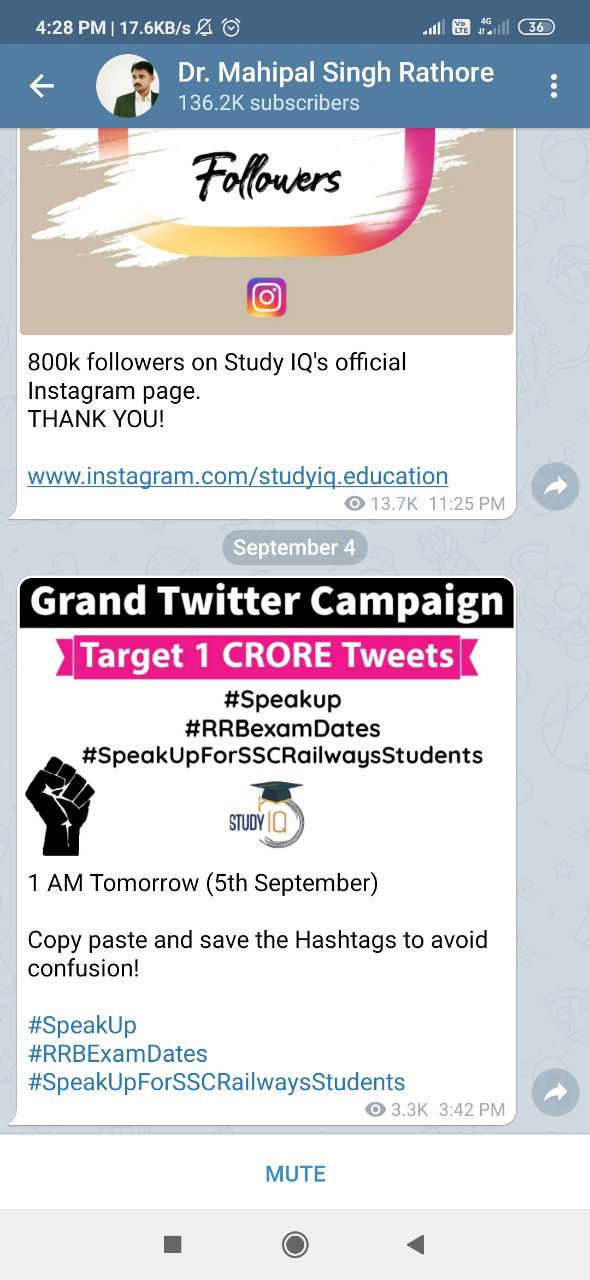 4:28 PM | 17.6KB/s
Vo LTE 4G 36
Dr. Mahipal Singh Rathore
136.2K subscribers
Followers
800k followers on Study IQ's official
Instagram page.
THANK YOU!
www.instagram.com/studyiq.education
13.7K 11:25 PM
September 4
Grand Twitter Campaign
Target 1 CRORE Tweets
#Speakup
#RRBexamDates
#SpeakUpForSSCRailwaysStudents
STUDY IQ
1 AM Tomorrow (5th September)
Copy paste and save the Hashtags to avoid
confusion!
#SpeakUp
#RRBExamDates
#SpeakUpForSSCRailwaysStudents
3.3K 3:42 PM
MUTE